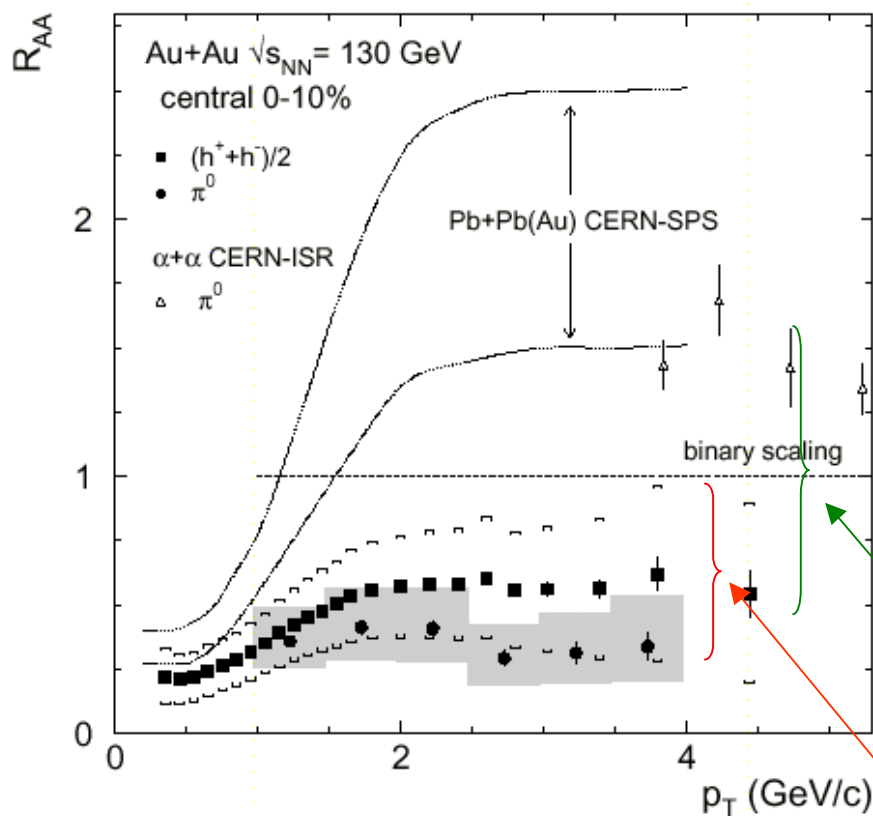 R_AA
Au+Au √s_NN = 130 GeV
central 0-10%
(h⁺+h⁻)/2
π⁰
α+α CERN-ISR
π⁰
Pb+Pb(Au) CERN-SPS
binary scaling
2
1
0
0 2 4
p_T (GeV/c)